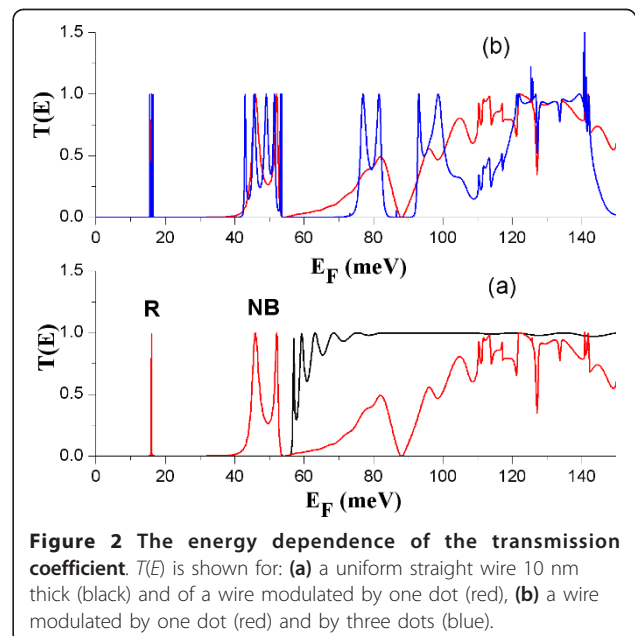 1.5
(b)
1.0
T(E)
0.5
0.0
0 20 40 60 80 100 120 140
E_F (meV)
1.5
(a)
R NB
1.0
T(E)
0.5
0.0
0 20 40 60 80 100 120 140
E_F (meV)
Figure 2 The energy dependence of the transmission
coefficient. T(E) is shown for: (a) a uniform straight wire 10 nm
thick (black) and of a wire modulated by one dot (red), (b) a wire
modulated by one dot (red) and by three dots (blue).